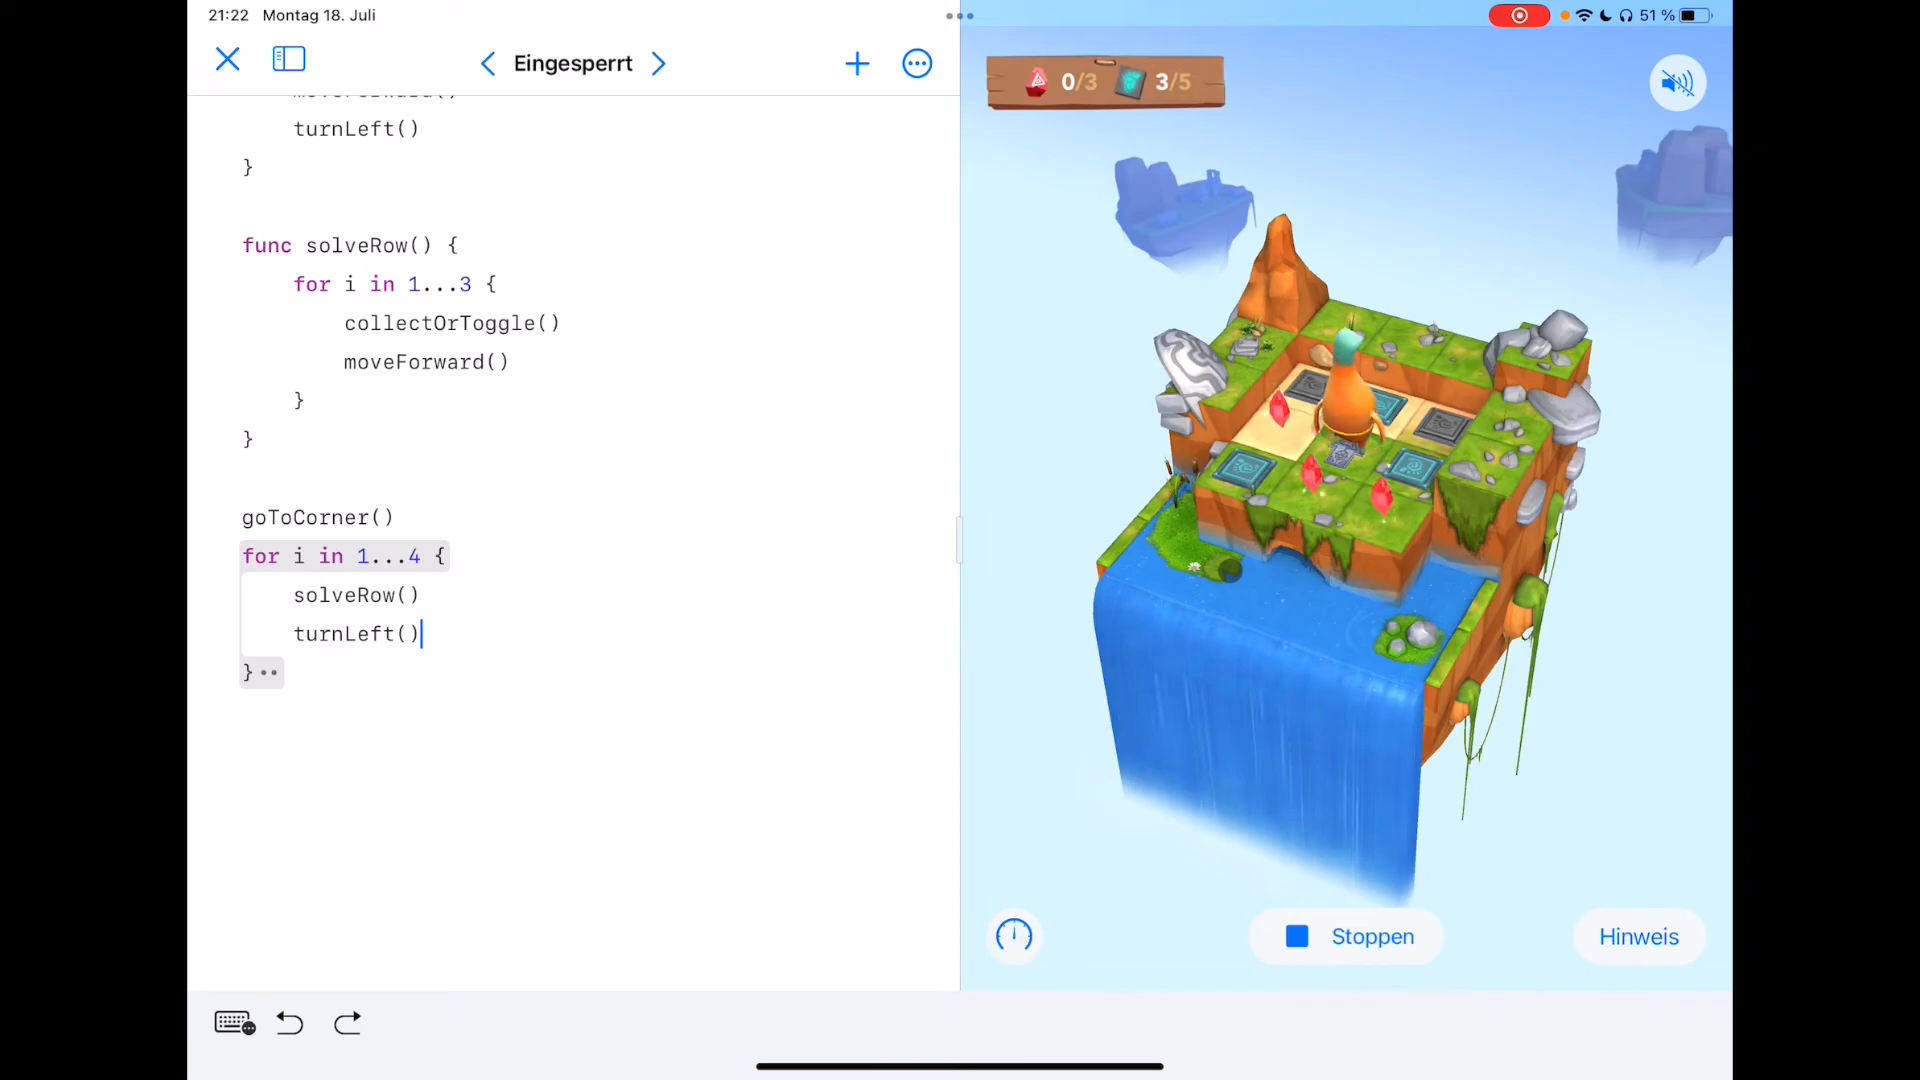 21:22 Montag 18. Juli
51 %
Eingesperrt
0/3 3/5
turnLeft()
}
func solveRow() {
for i in 1...3 {
collectOrToggle()
moveForward()
}
}
goToCorner()
for i in 1...4 {
solveRow()
turnLeft()
}
Stoppen
Hinweis